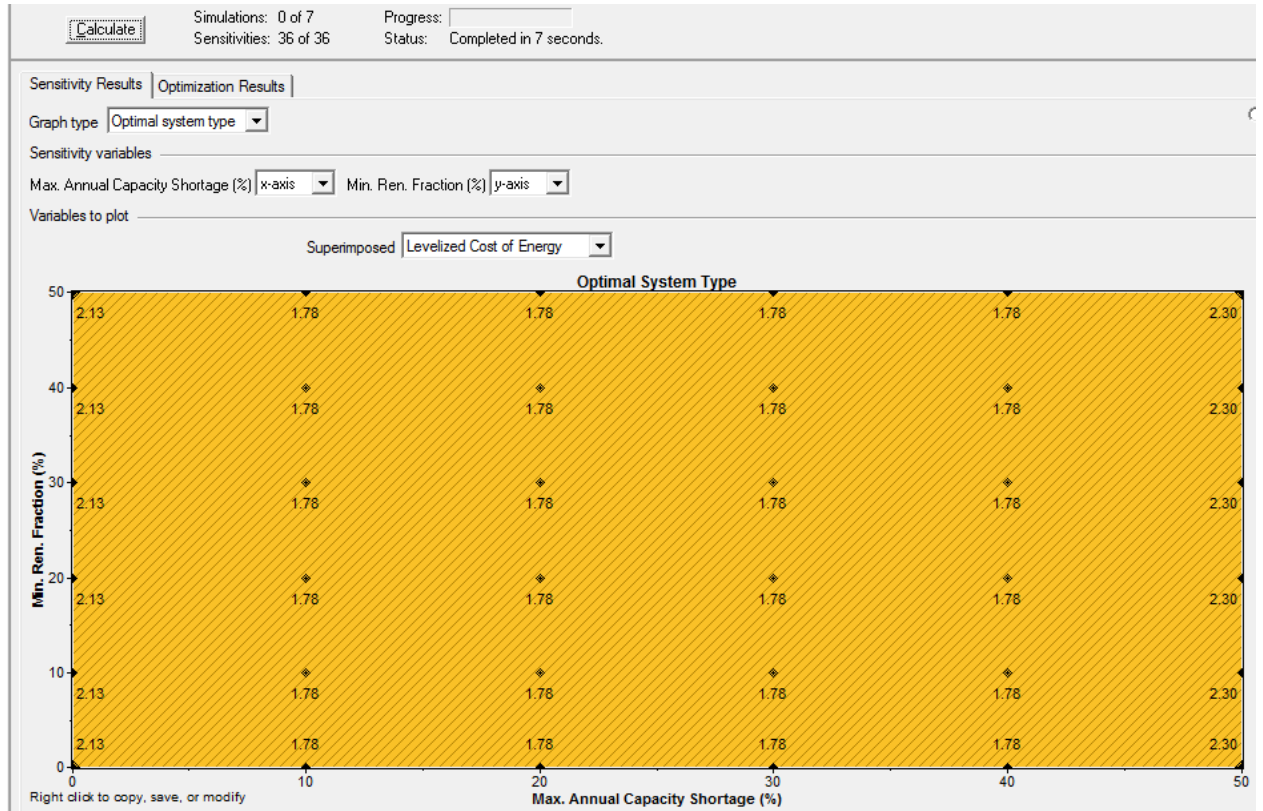 Calculate
Simulations: 0 of 7 Progress:
Sensitivities: 36 of 36 Status: Completed in 7 seconds.
Sensitivity Results Optimization Results
Graph type Optimal system type
Sensitivity variables
Max. Annual Capacity Shortage (%) x-axis Min. Ren. Fraction (%) y-axis
Variables to plot
Superimposed Levelized Cost of Energy
Optimal System Type
50
2.13 1.78 1.78 1.78 1.78 2.30
40
2.13 1.78 1.78 1.78 1.78 2.30
Min. Ren. Fraction (%)
30
2.13 1.78 1.78 1.78 1.78 2.30
20
2.13 1.78 1.78 1.78 1.78 2.30
10
2.13 1.78 1.78 1.78 1.78 2.30
2.13 1.78 1.78 1.78 1.78 2.30
0
0 10 20 30 40 50
Right click to copy, save, or modify
Max. Annual Capacity Shortage (%)